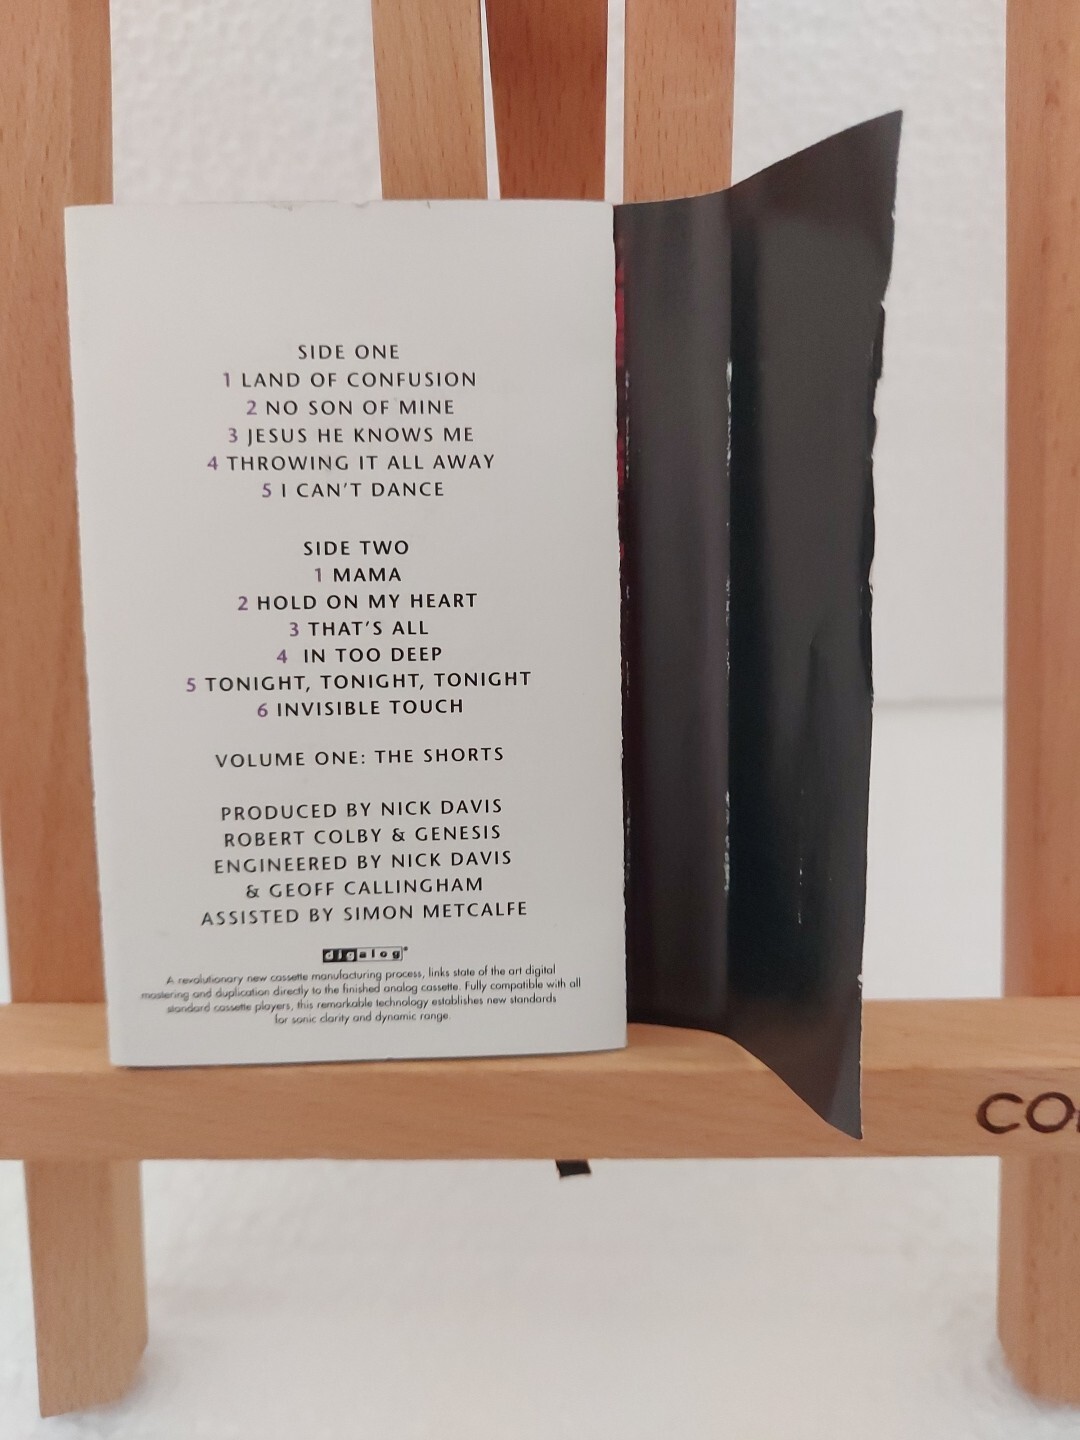 SIDE ONE
1 LAND OF CONFUSION
2 NO SON OF MINE
3 JESUS HE KNOWS ME
4 THROWING IT ALL AWAY
5 I CAN'T DANCE
SIDE TWO
1 MAMA
2 HOLD ON MY HEART
3 THAT'S ALL
4 IN TOO DEEP
5 TONIGHT, TONIGHT, TONIGHT
6 INVISIBLE TOUCH
VOLUME ONE: THE SHORTS
PRODUCED BY NICK DAVIS
ROBERT COLBY & GENESIS
ENGINEERED BY NICK DAVIS
& GEOFF CALLINGHAM
ASSISTED BY SIMON METCALFE
digalog
A revolutionary new cassette manufacturing process, links state of the art digital
mastering and duplication directly to the finished analog cassette. Fully compatible with all
standard cassette players, this remarkable technology establishes new standards
for sonic clarity and dynamic range.